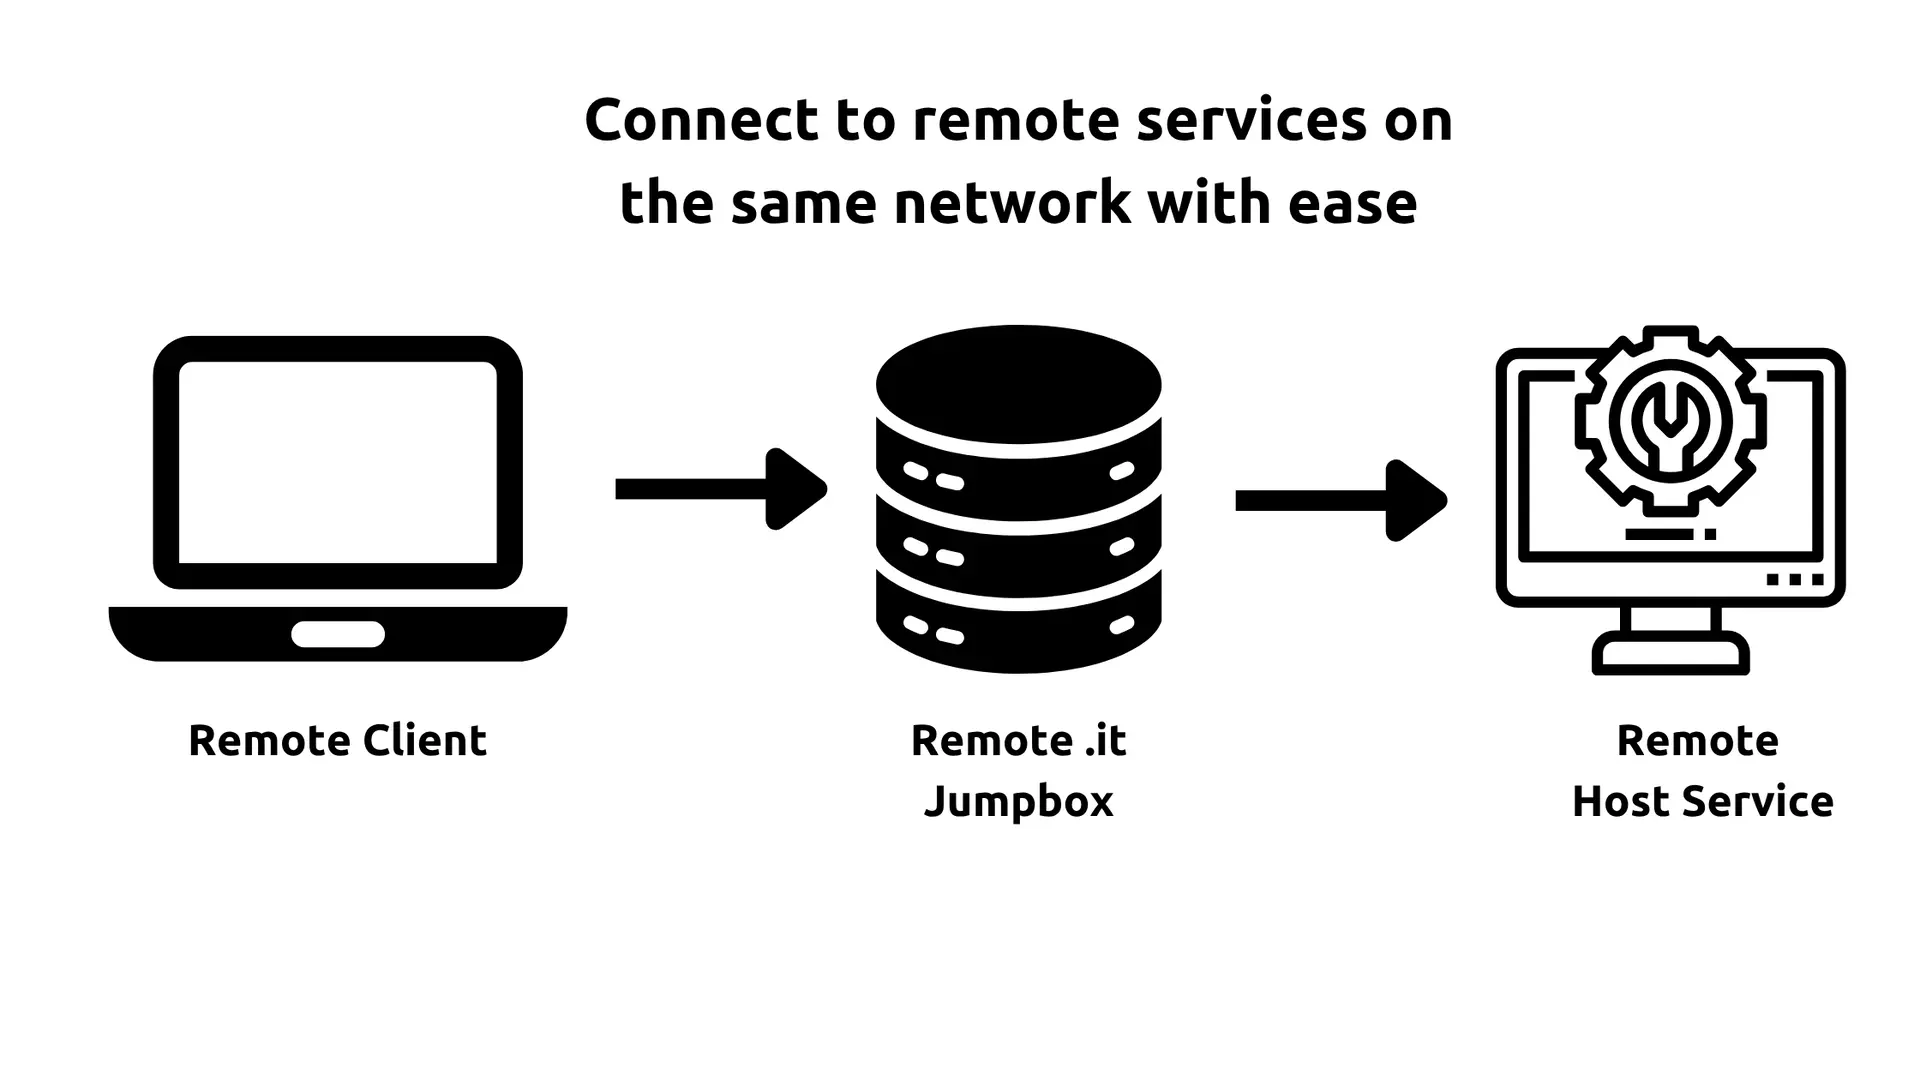 Connect to remote services on
the same network with ease
Remote Client
Remote .it
Jumpbox
Remote
Host Service